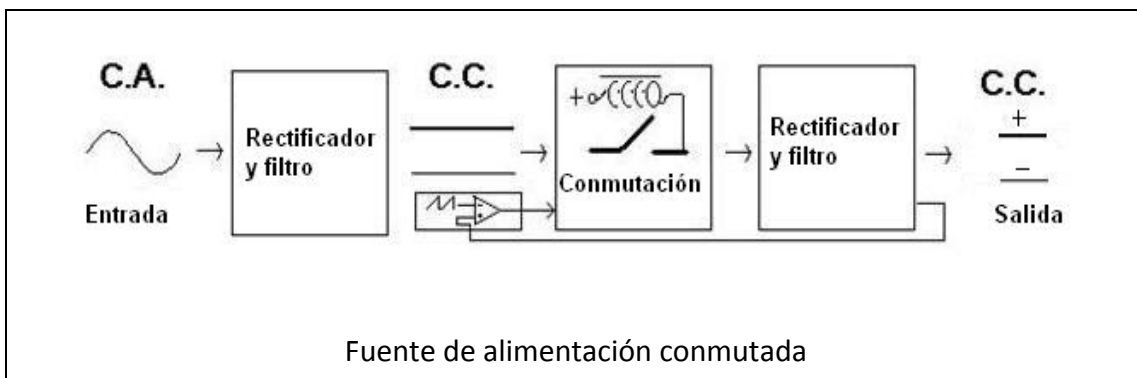 C.A.
Entrada
Rectificador
y filtro
C.C.
+
Conmutación
Rectificador
y filtro
C.C.
+
−
Salida
Fuente de alimentación conmutada